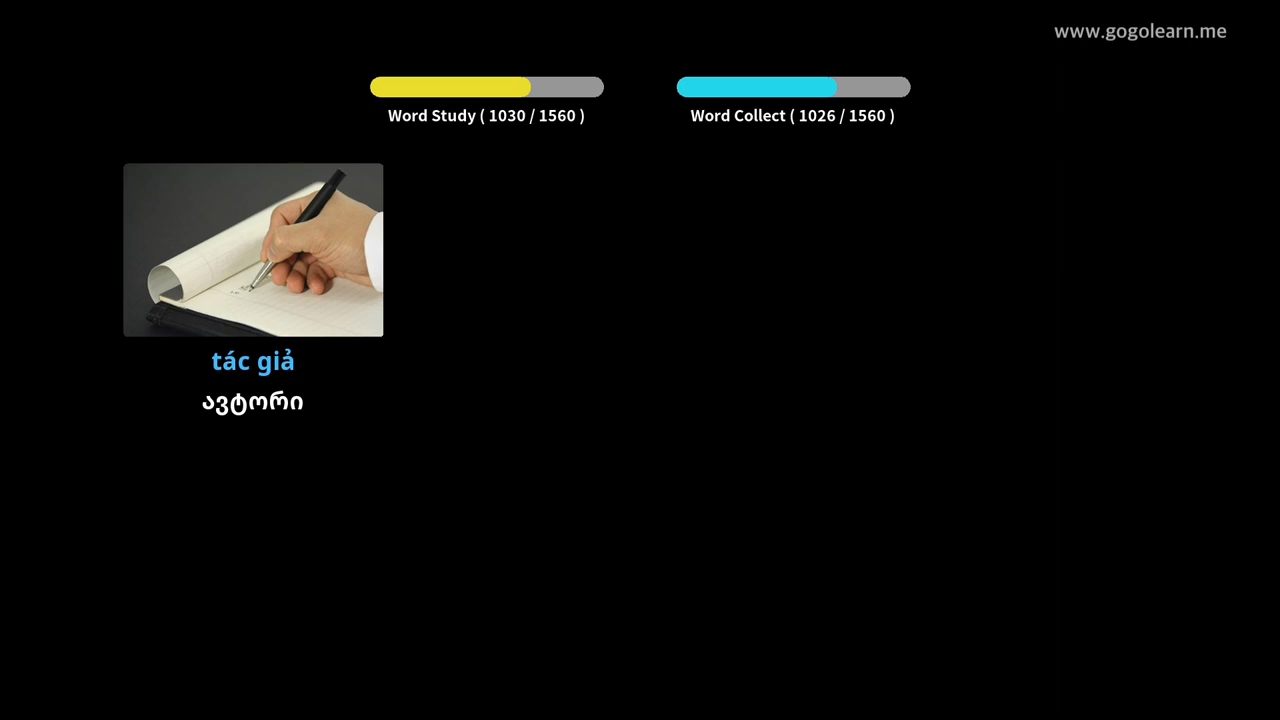 www.gogolearn.me
Word Study ( 1030 / 1560 )
Word Collect ( 1026 / 1560 )
tác giả
ავტორი